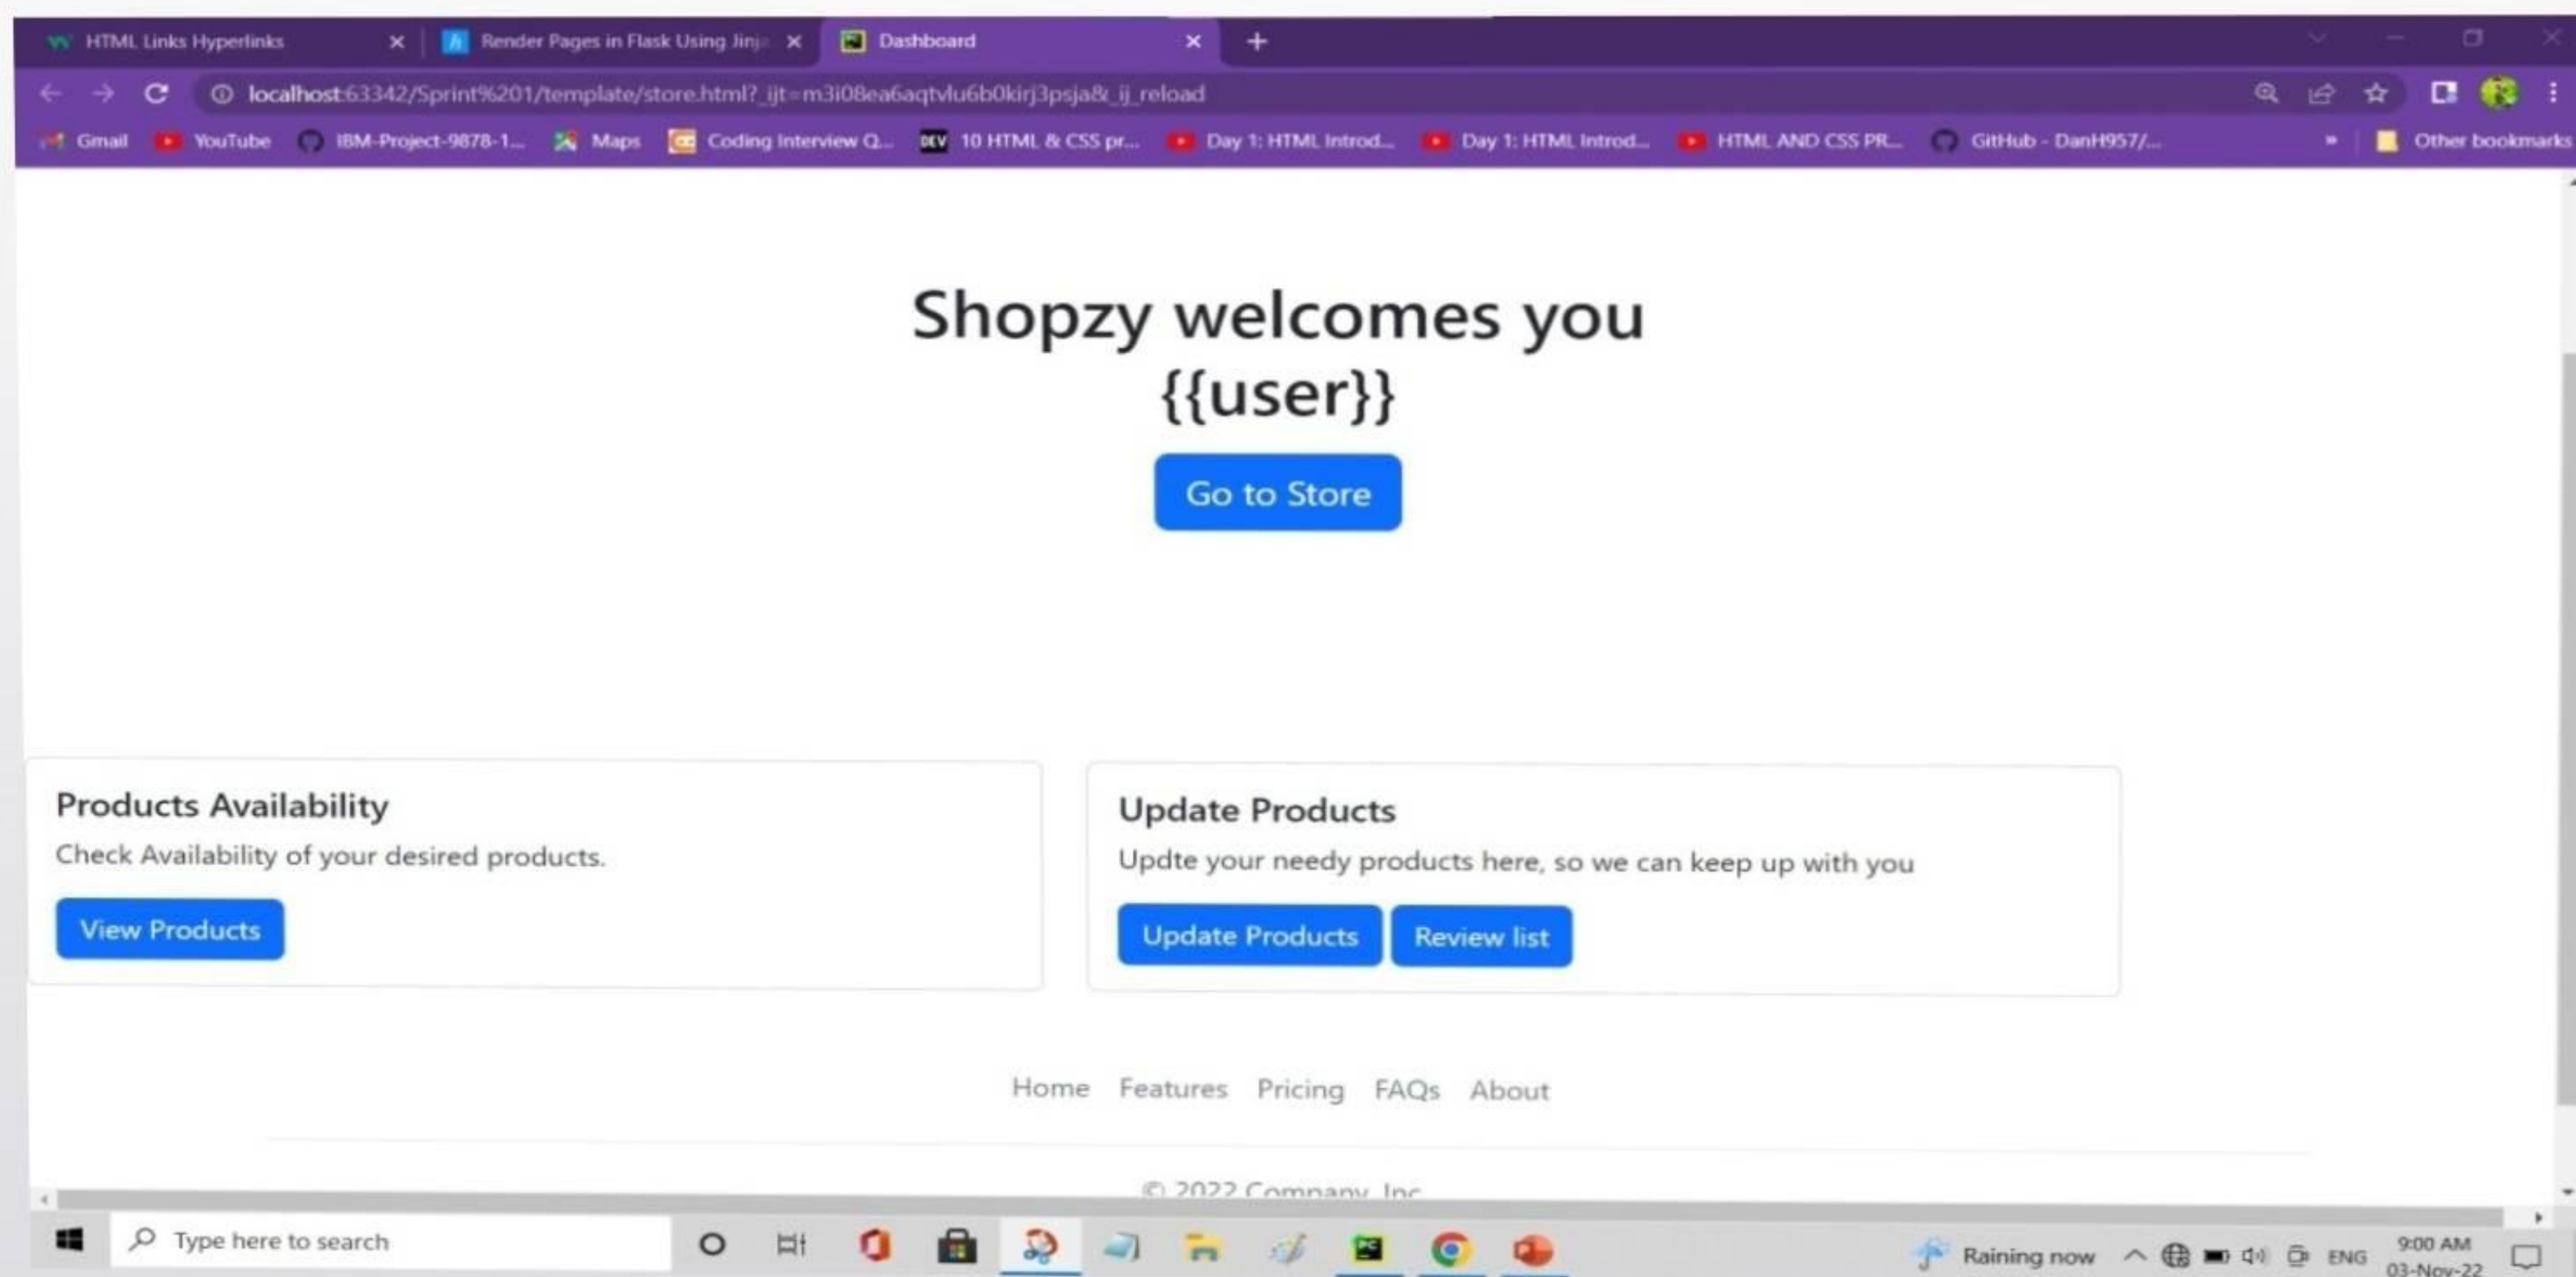 HTML Links Hyperlinks
Render Pages in Flask Using Jinj
Dashboard
localhost:63342/Sprint%201/template/store.html?_ijt=m3i08ea6aqtvlu6b0kirj3psja&_ij_reload
Gmail YouTube IBM-Project-9878-1... Maps Coding Interview Q... DEV 10 HTML & CSS pr... Day 1: HTML Introd... Day 1: HTML Introd... HTML AND CSS PR... GitHub - DanH957/... » Other bookmarks
Shopzy welcomes you
{{user}}
Go to Store
Products Availability
Check Availability of your desired products.
View Products
Update Products
Updte your needy products here, so we can keep up with you
Update Products Review list
Home Features Pricing FAQs About
© 2022 Company, Inc
Type here to search
Raining now
ENG
9:00 AM
03-Nov-22